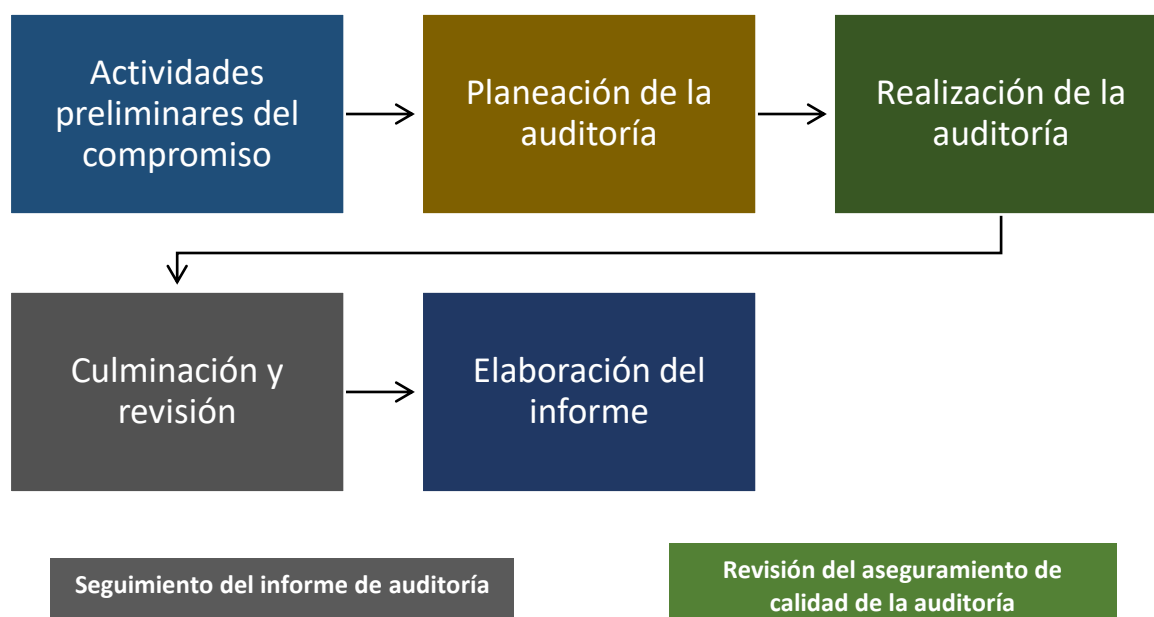 Actividades
preliminares del
compromiso
Planeación de la
auditoría
Realización de la
auditoría
Culminación y
revisión
Elaboración del
informe
Seguimiento del informe de auditoría
Revisión del aseguramiento de
calidad de la auditoría